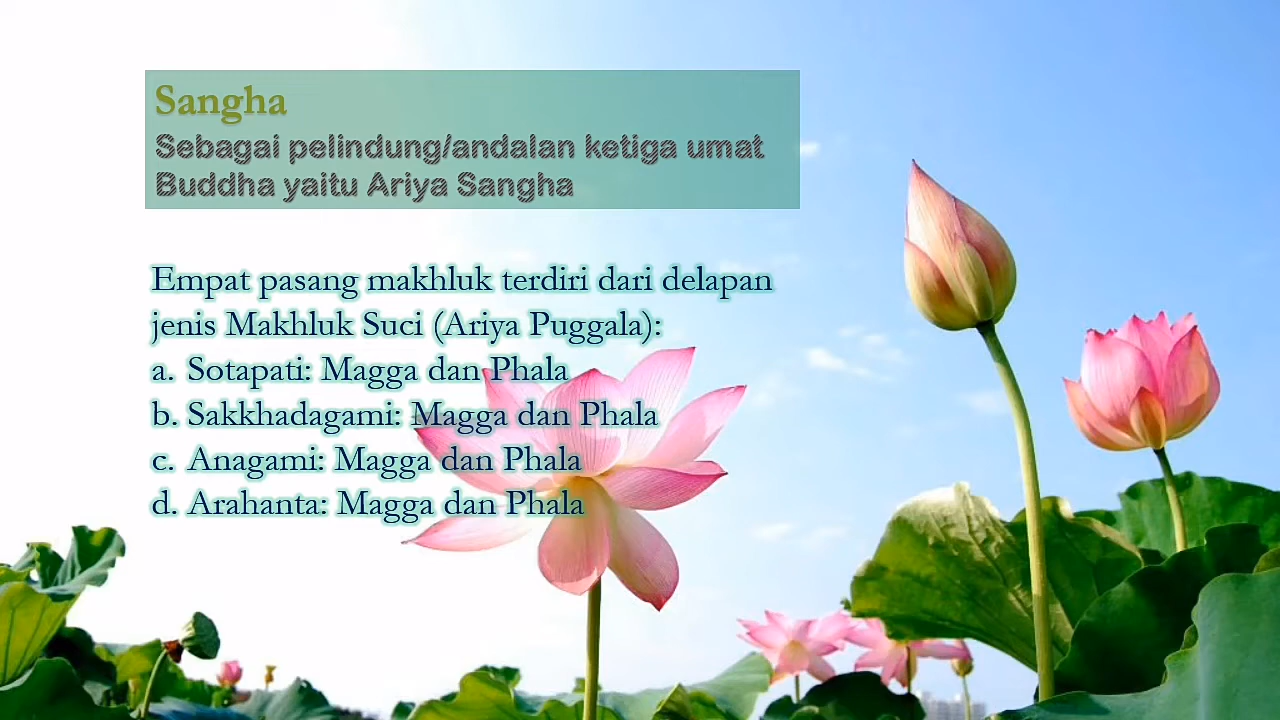 Sangha
Sebagai pelindung/andalan ketiga umat
Buddha yaitu Ariya Sangha
Empat pasang makhluk terdiri dari delapan
jenis Makhluk Suci (Ariya Puggala):
a. Sotapati: Magga dan Phala
b. Sakkhadagami: Magga dan Phala
c. Anagami: Magga dan Phala
d. Arahanta: Magga dan Phala